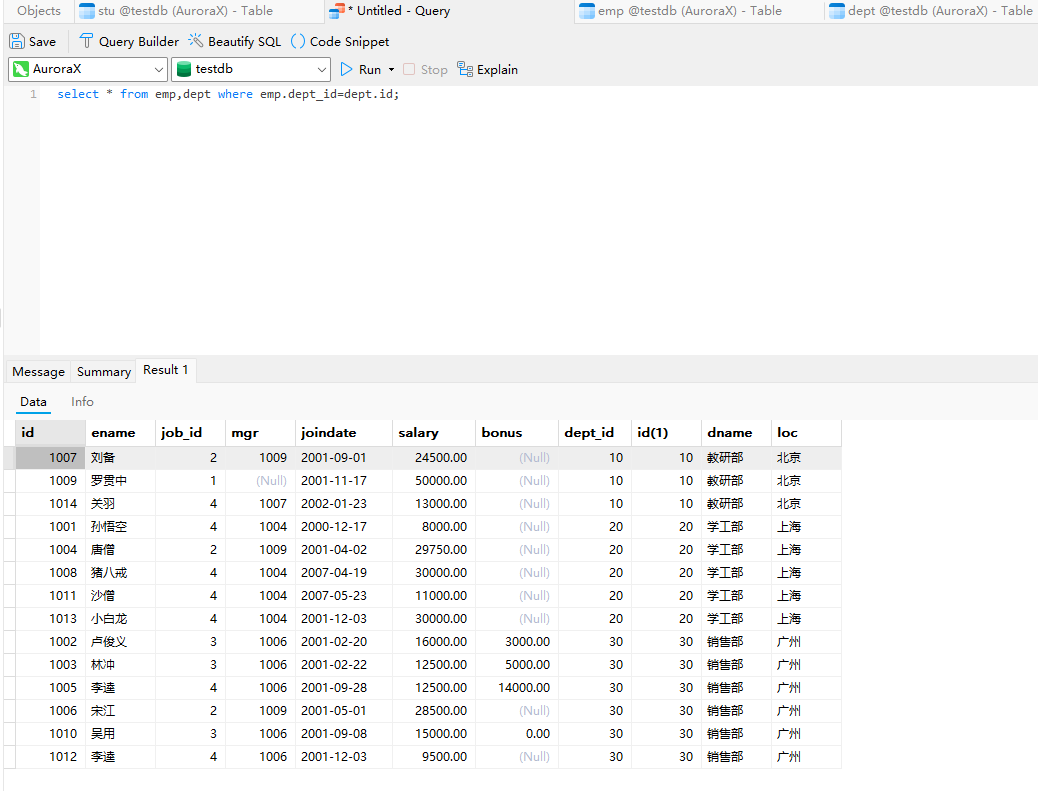 Objects stu @testdb (AuroraX) - Table * Untitled - Query emp @testdb (AuroraX) - Table dept @testdb (AuroraX) - Table
Save Query Builder Beautify SQL () Code Snippet
AuroraX testdb Run Stop Explain
1 select * from emp,dept where emp.dept_id=dept.id;
Message Summary Result 1
Data Info
id ename job_id mgr joindate salary bonus dept_id id(1) dname loc
1007 刘备 2 1009 2001-09-01 24500.00 (Null) 10 10 教研部 北京
1009 罗贯中 1 (Null) 2001-11-17 50000.00 (Null) 10 10 教研部 北京
1014 关羽 4 1007 2002-01-23 13000.00 (Null) 10 10 教研部 北京
1001 孙悟空 4 1004 2000-12-17 8000.00 (Null) 20 20 学工部 上海
1004 唐僧 2 1009 2001-04-02 29750.00 (Null) 20 20 学工部 上海
1008 猪八戒 4 1004 2007-04-19 30000.00 (Null) 20 20 学工部 上海
1011 沙僧 4 1004 2007-05-23 11000.00 (Null) 20 20 学工部 上海
1013 小白龙 4 1004 2001-12-03 30000.00 (Null) 20 20 学工部 上海
1002 卢俊义 3 1006 2001-02-20 16000.00 3000.00 30 30 销售部 广州
1003 林冲 3 1006 2001-02-22 12500.00 5000.00 30 30 销售部 广州
1005 李逵 4 1006 2001-09-28 12500.00 14000.00 30 30 销售部 广州
1006 宋江 2 1009 2001-05-01 28500.00 (Null) 30 30 销售部 广州
1010 吴用 3 1006 2001-09-08 15000.00 0.00 30 30 销售部 广州
1012 李逵 4 1006 2001-12-03 9500.00 (Null) 30 30 销售部 广州